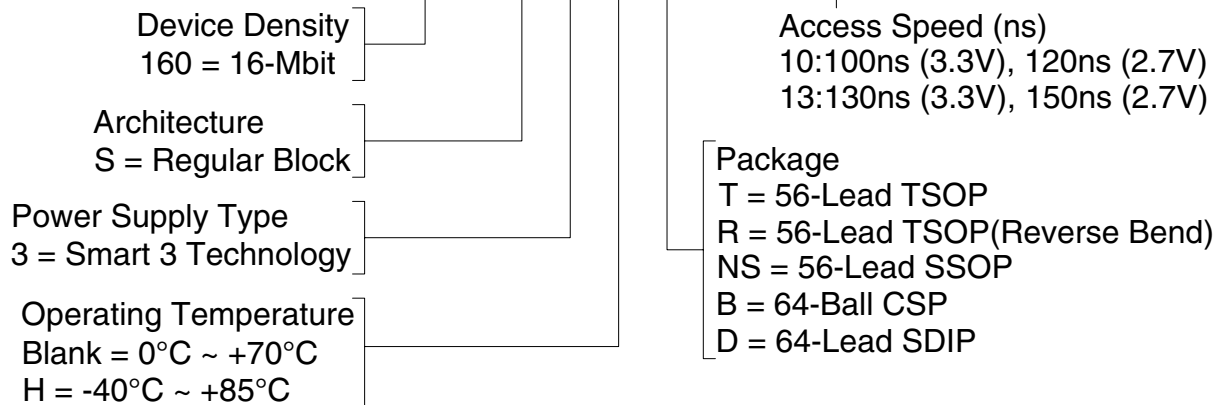 Device Density
160 = 16-Mbit
Architecture
S = Regular Block
Power Supply Type
3 = Smart 3 Technology
Operating Temperature
Blank = 0°C ~ +70°C
H = -40°C ~ +85°C
Access Speed (ns)
10:100ns (3.3V), 120ns (2.7V)
13:130ns (3.3V), 150ns (2.7V)
Package
T = 56-Lead TSOP
R = 56-Lead TSOP(Reverse Bend)
NS = 56-Lead SSOP
B = 64-Ball CSP
D = 64-Lead SDIP